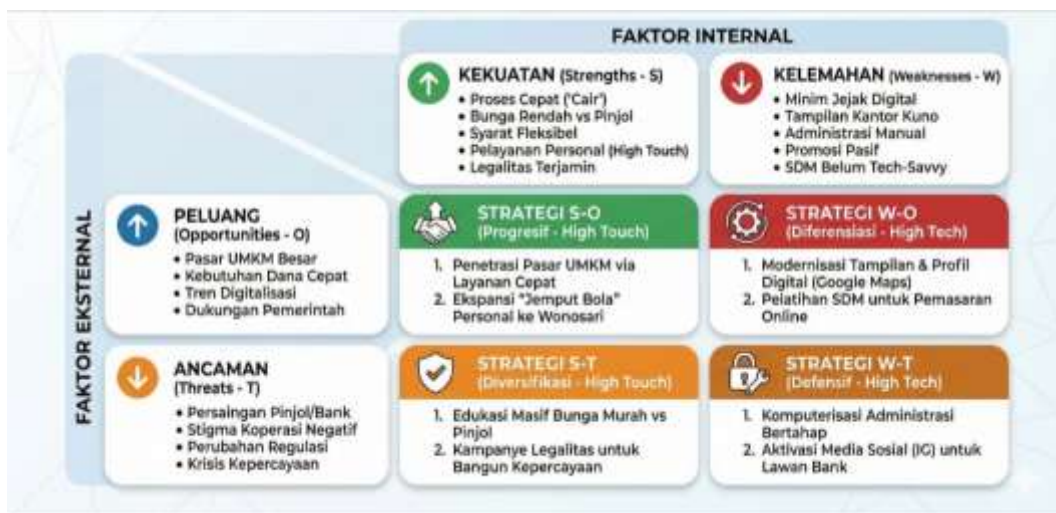 FAKTOR INTERNAL
KEKUATAN (Strengths - S)
• Proses Cepat ('Cair')
• Bunga Rendah vs Pinjol
• Syarat Fleksibel
• Pelayanan Personal (High Touch)
• Legalitas Terjamin
KELEMAHAN (Weaknesses - W)
• Minim Jejak Digital
• Tampilan Kantor Kuno
• Administrasi Manual
• Promosi Pasif
• SDM Belum Tech-Savvy
FAKTOR EKSTERNAL
PELUANG
(Opportunities - O)
• Pasar UMKM Besar
• Kebutuhan Dana Cepat
• Tren Digitalisasi
• Dukungan Pemerintah
STRATEGI S-O
(Progresif - High Touch)
1. Penetrasi Pasar UMKM via
Layanan Cepat
2. Ekspansi "Jemput Bola"
Personal ke Wonosari
STRATEGI W-O
(Diferensiasi - High Tech)
1. Modernisasi Tampilan & Profil
Digital (Google Maps)
2. Pelatihan SDM untuk Pemasaran
Online
ANCAMAN
(Threats - T)
• Persaingan Pinjol/Bank
• Stigma Koperasi Negatif
• Perubahan Regulasi
• Krisis Kepercayaan
STRATEGI S-T
(Diversifikasi - High Touch)
1. Edukasi Masif Bunga Murah vs
Pinjol
2. Kampanye Legalitas untuk
Bangun Kepercayaan
STRATEGI W-T
(Defensif - High Tech)
1. Komputerisasi Administrasi
Bertahap
2. Aktivasi Media Sosial (IG) untuk
Lawan Bank